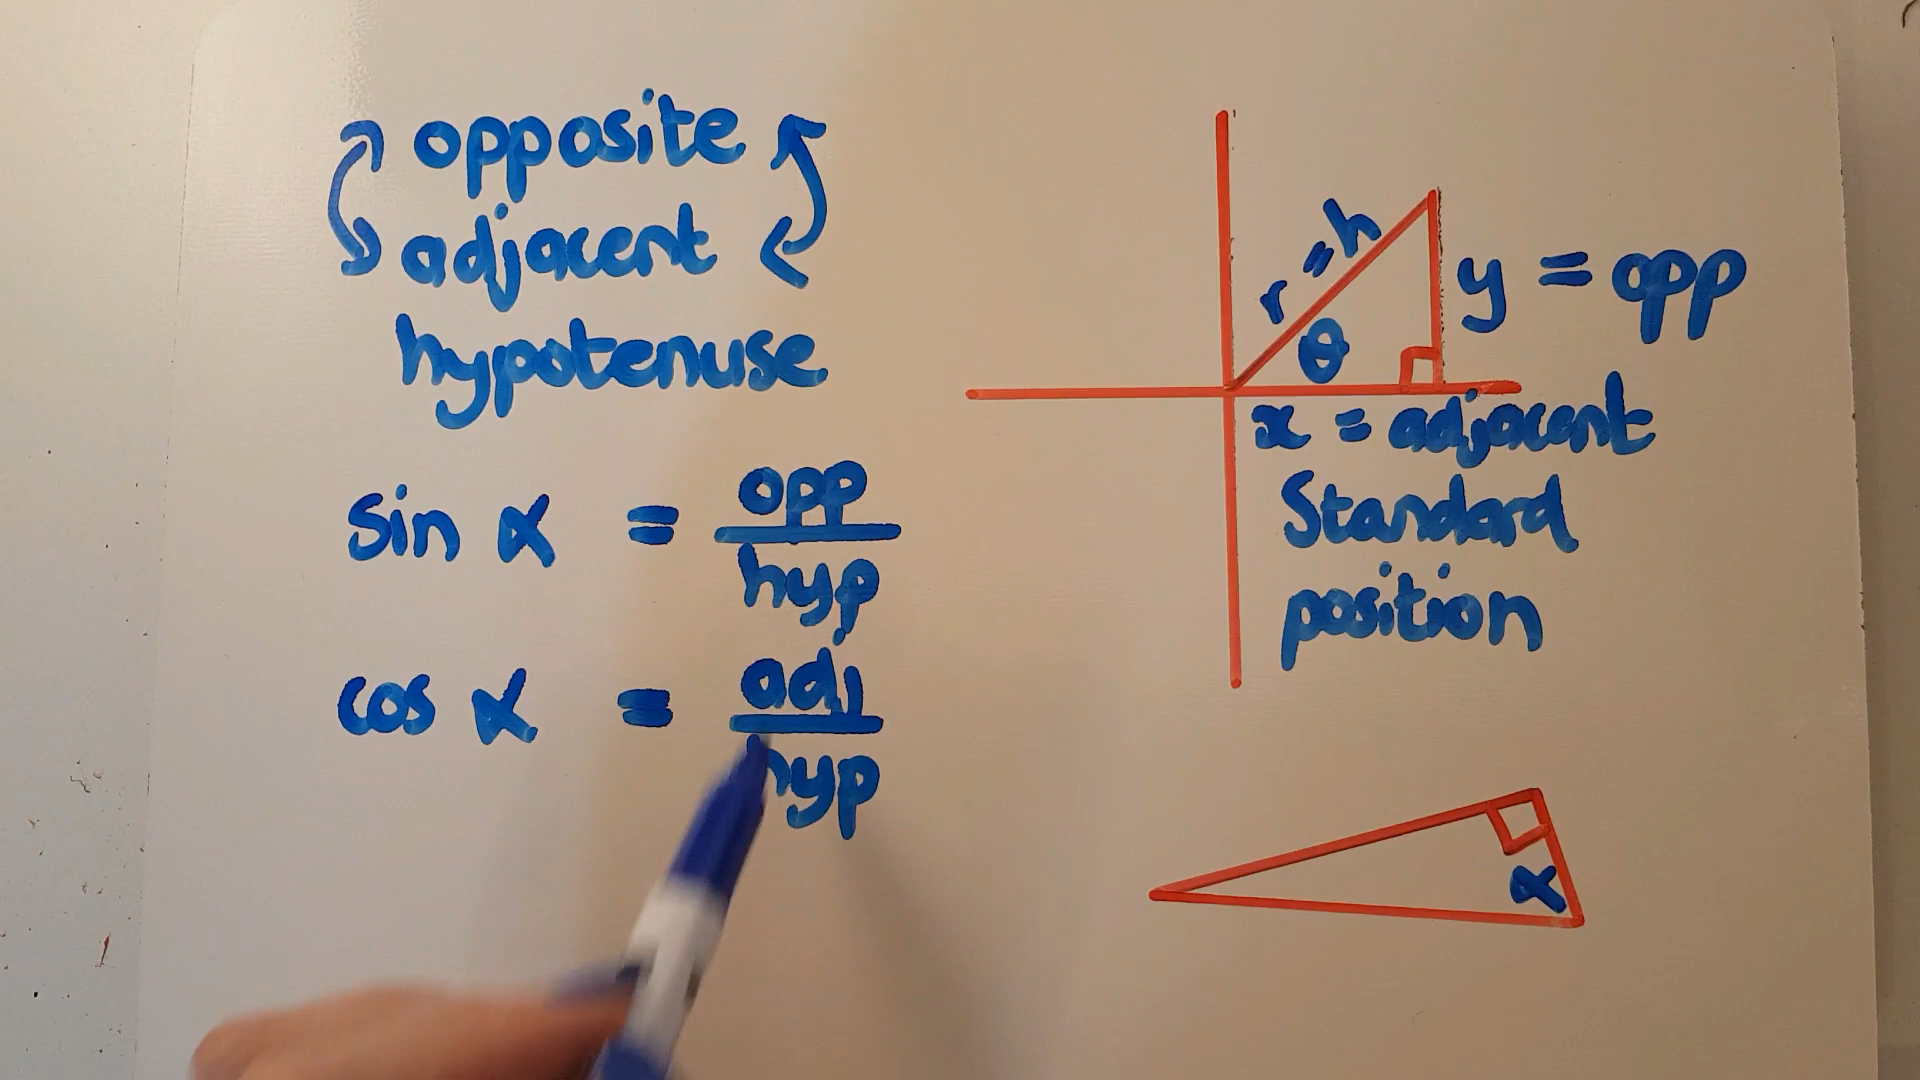 opposite
adjacent
hypotenuse
sin α = opp
hyp
cos α = adj
hyp
r = h
θ
y = opp
x = adjacent
Standard
position
α